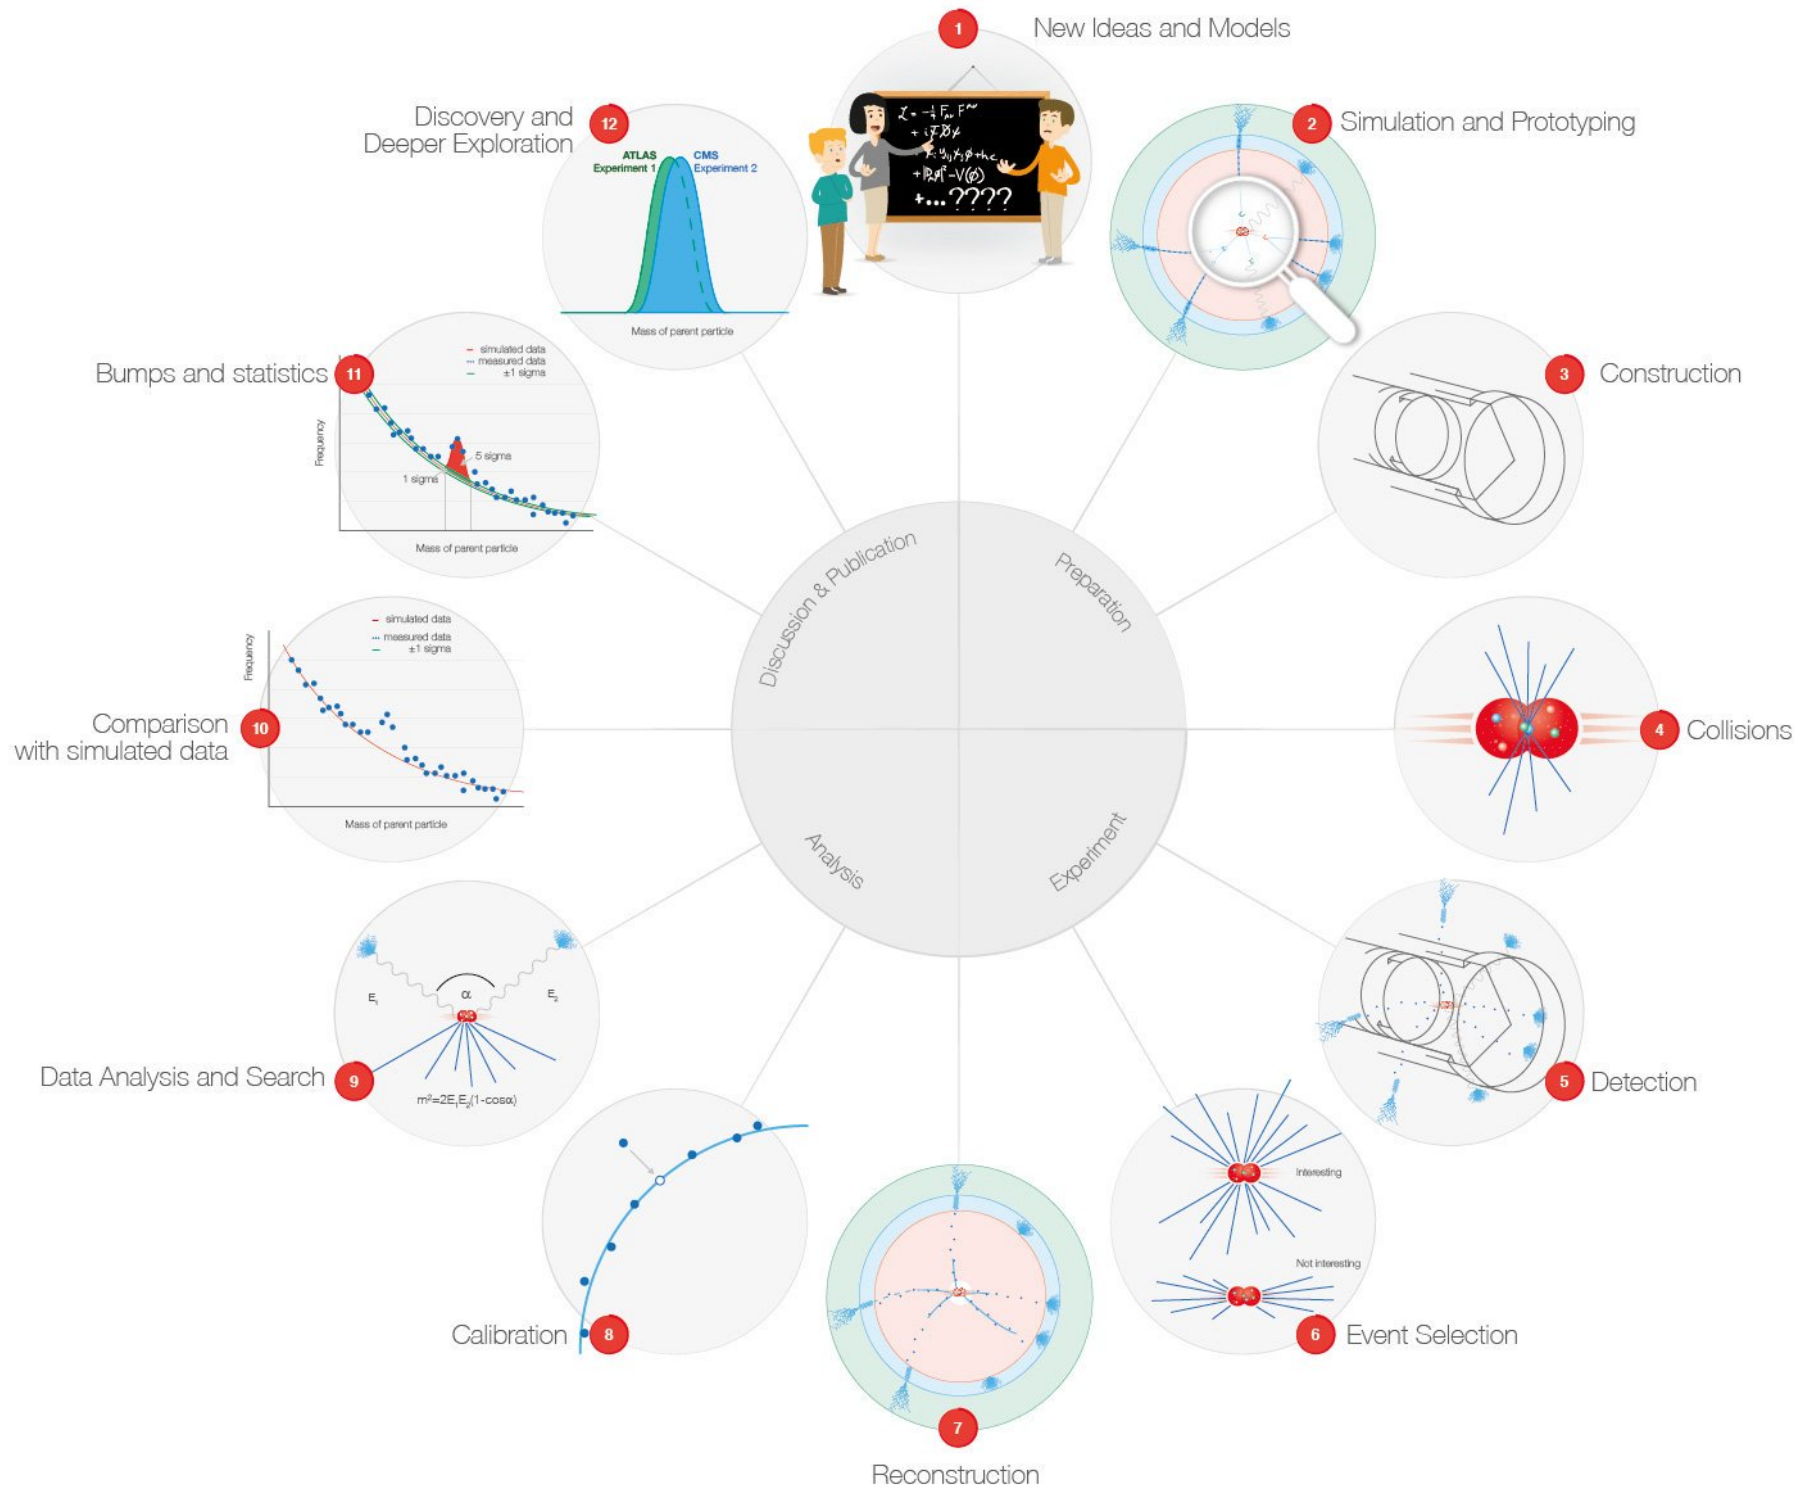 1
New Ideas and Models
+...????
2
Simulation and Prototyping
3
Construction
4
Collisions
5
Detection
Interesting
Not interesting
6
Event Selection
7
Reconstruction
8
Calibration
E₁
α
E₂
m²=2E₁E₂(1-cosα)
9
Data Analysis and Search
simulated data
measured data
±1 sigma
Frequency
Mass of parent particle
10
Comparison
with simulated data
simulated data
measured data
±1 sigma
Frequency
5 sigma
1 sigma
Mass of parent particle
11
Bumps and statistics
12
Discovery and
Deeper Exploration
ATLAS
Experiment 1
CMS
Experiment 2
Mass of parent particle
Discussion & Publication
Preparation
Analysis
Experiment